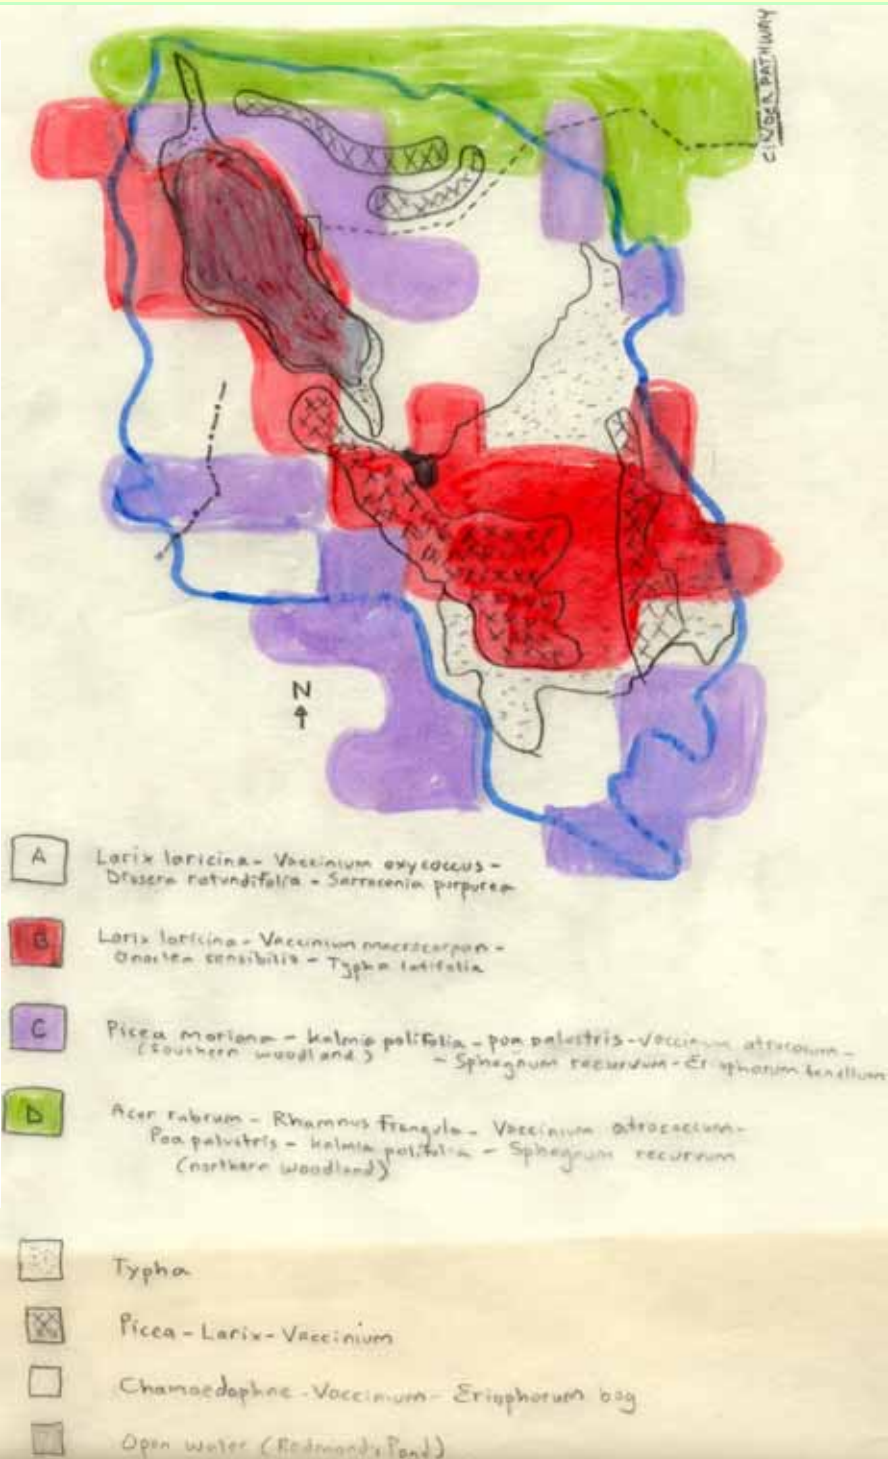 CINDER PATHWAY
N
A
Larix laricina - Vaccinium oxycoccus -
Drosera rotundifolia - Sarracenia purpurea
B
Larix laricina - Vaccinium macrocarpon -
Onoclea sensibilis - Typha latifolia
C
Picea mariana - Kalmia polifolia - poa palustris - Vaccinium atrococcum -
(Southern woodland) - Sphagnum recurvum - Eriophorum tenellum
D
Acer rubrum - Rhamnus frangula - Vaccinium atrococcum -
Poa palustris - Kalmia polifolia - Sphagnum recurvum
(northern woodland)
Typha
Picea - Larix - Vaccinium
Chamaedaphne - Vaccinium - Eriophorum bog
Open water (Redmonds Pond)